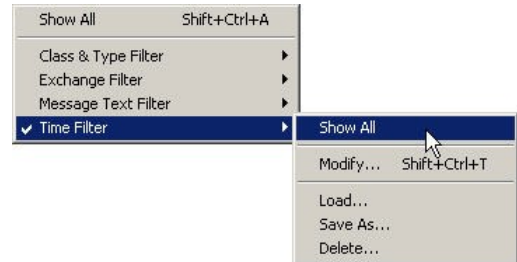 Show All Shift+Ctrl+A
Class & Type Filter
Exchange Filter
Message Text Filter
Time Filter
Show All
Modify... Shift+Ctrl+T
Load...
Save As...
Delete...